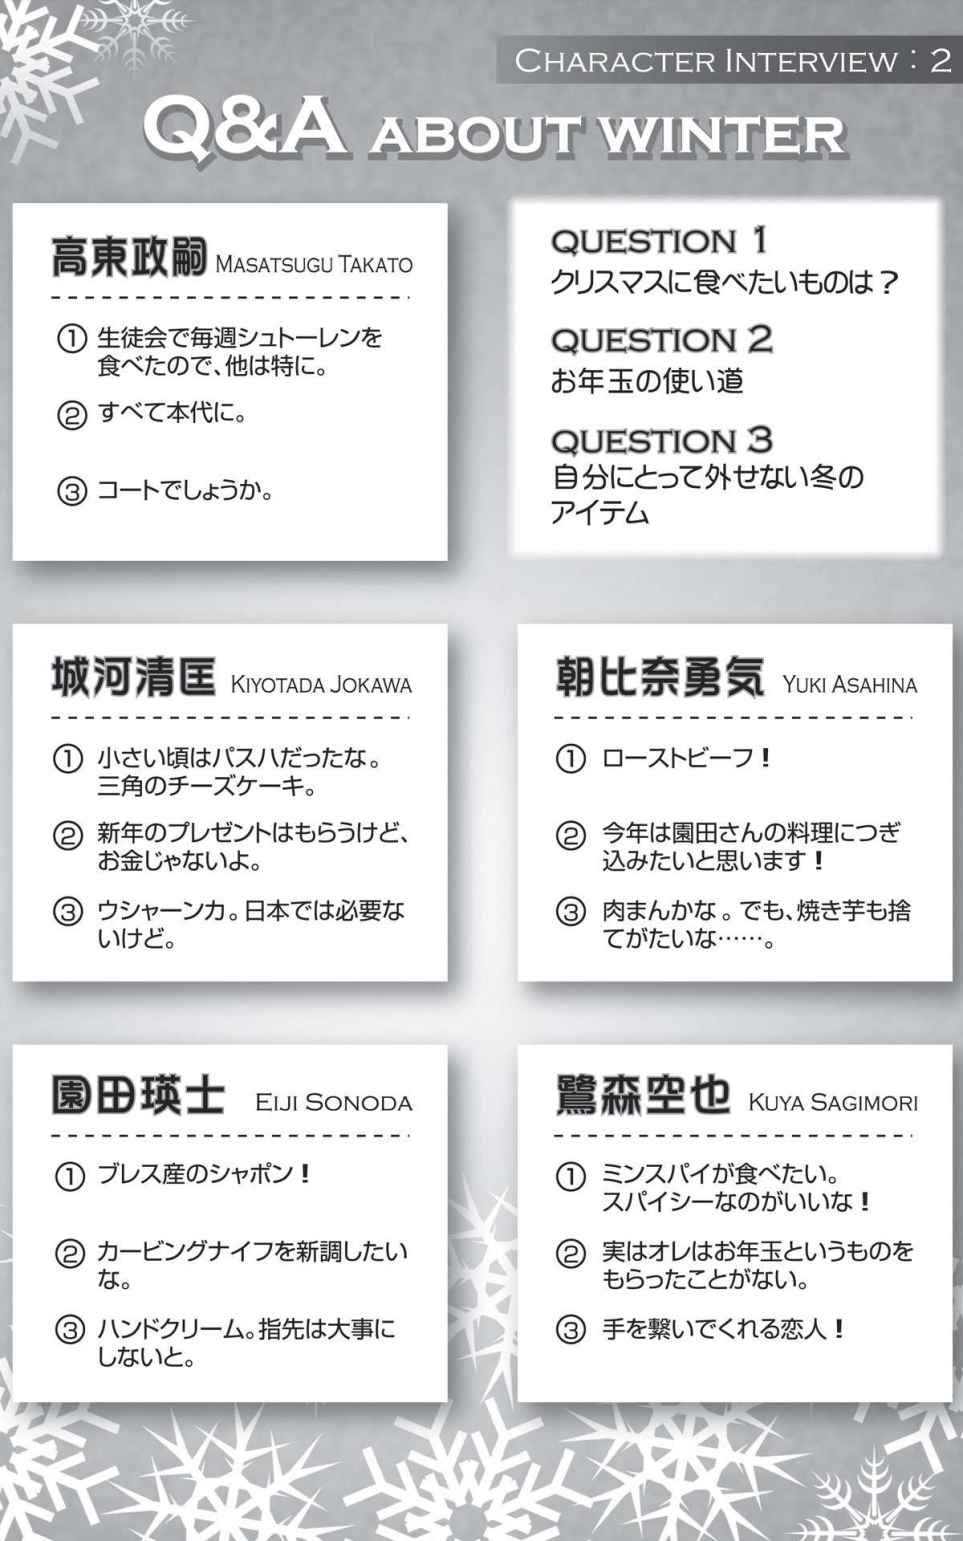 CHARACTER INTERVIEW：2
Q&A ABOUT WINTER
高東政嗣 MASATSUGU TAKATO
① 生徒会で毎週シュトーレンを
食べたので、他は特に。
② すべて本代に。
③ コートでしょうか。
QUESTION 1
クリスマスに食べたいものは？
QUESTION 2
お年玉の使い道
QUESTION 3
自分にとって外せない冬の
アイテム
城河清匡 KIYOTADA JOKAWA
① 小さい頃はパスハだったな。
三角のチーズケーキ。
② 新年のプレゼントはもらうけど、
お金じゃないよ。
③ ウシャーンカ。日本では必要な
いけど。
朝比奈勇気 YUKI ASAHINA
① ローストビーフ！
② 今年は園田さんの料理につぎ
込みたいと思います！
③ 肉まんかな。でも、焼き芋も捨
てがたいな……。
園田瑛士 EIJI SONODA
① ブレス産のシャポン！
② カービングナイフを新調したい
な。
③ ハンドクリーム。指先は大事に
しないと。
鷺森空也 KUYA SAGIMORI
① ミンスパイが食べたい。
スパイシーなのがいいな！
② 実はオレはお年玉というものを
もらったことがない。
③ 手を繋いでくれる恋人！